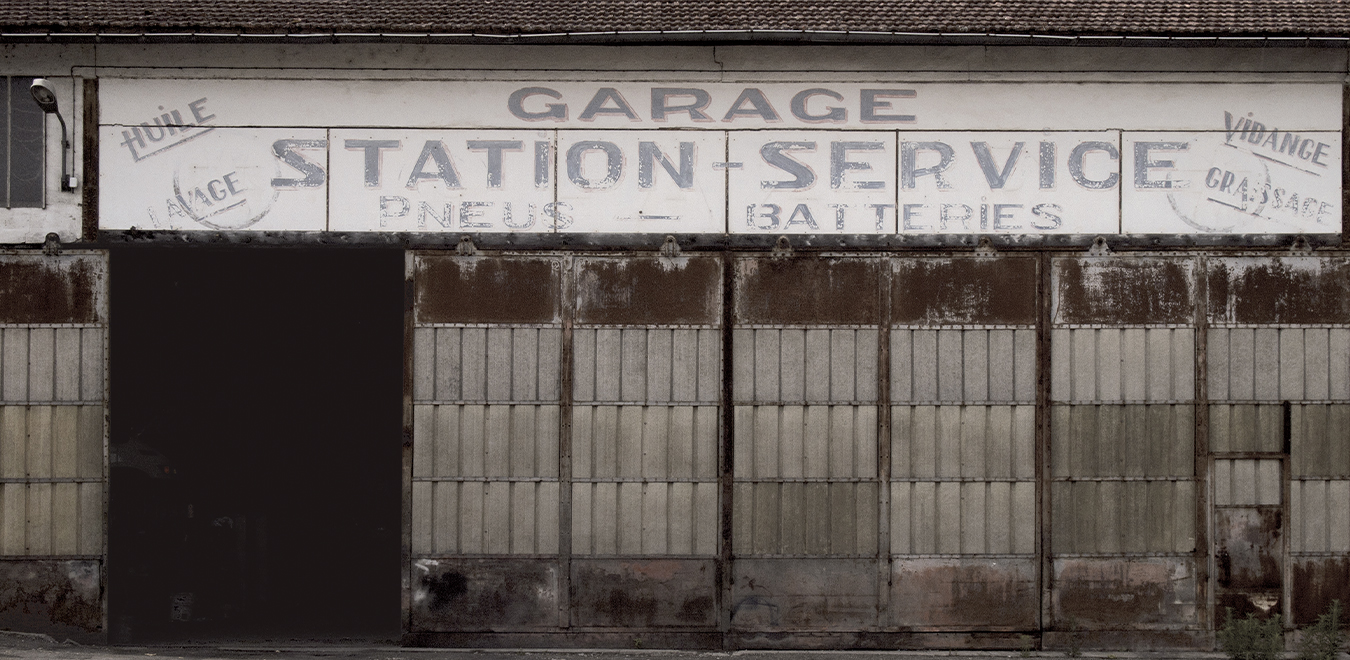 GARAGE
HUILE
STATiON-SERVICE
ViDANGE
LAVAGE
GRAISSAGE
PNEUS — BATTERiES